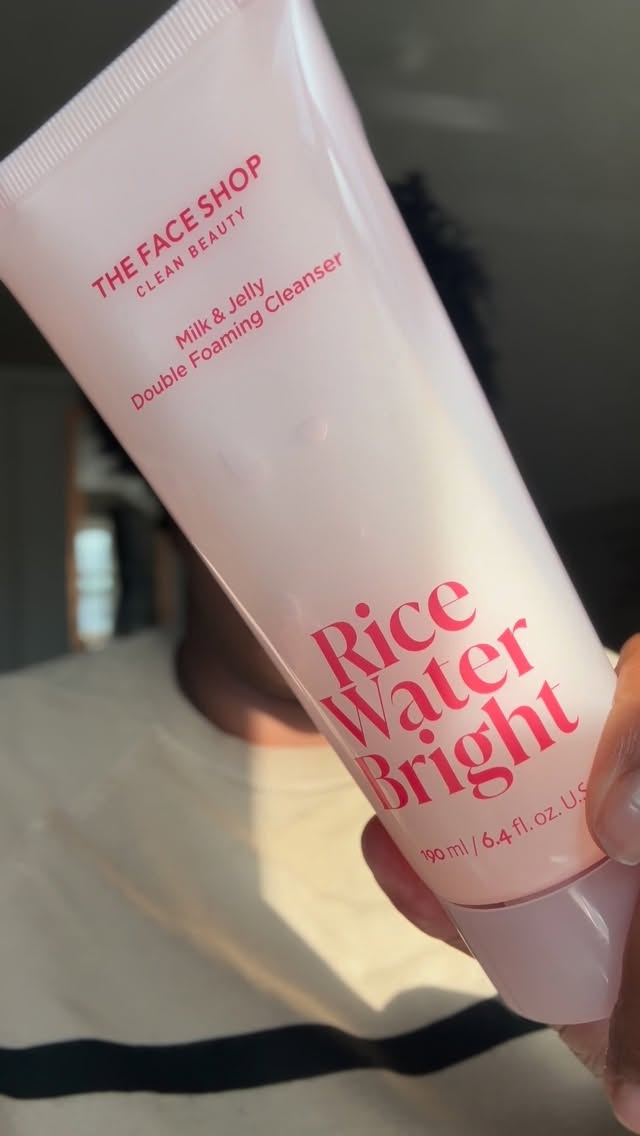 THE FACE SHOP
CLEAN BEAUTY
Milk & Jelly
Double Foaming Cleanser
Rice
Water
Bright
190 ml / 6.4 fl. oz. U.S